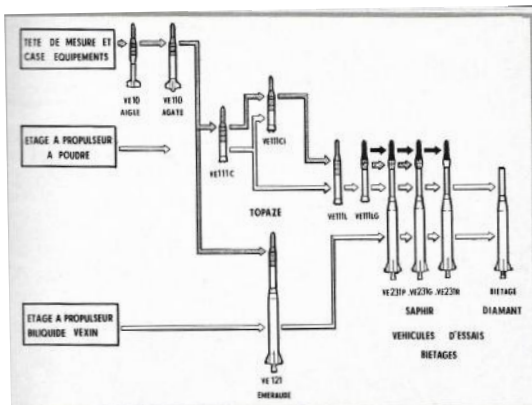 TETE DE MESURE ET
CASE EQUIPEMENTS
VE10
AIGLE
VE110
AGATE
ETAGE A PROPULSEUR
A POUDRE
VE111C
VE111CI
TOPAZE
VE111L
VE111LG
VE231P
VE231G
VE231R
SAPHIR
VEHICULES D'ESSAIS
BIETAGES
BIETAGE
DIAMANT
ETAGE A PROPULSEUR
BILIQUIDE VEXIN
VE 121
EMERAUDE